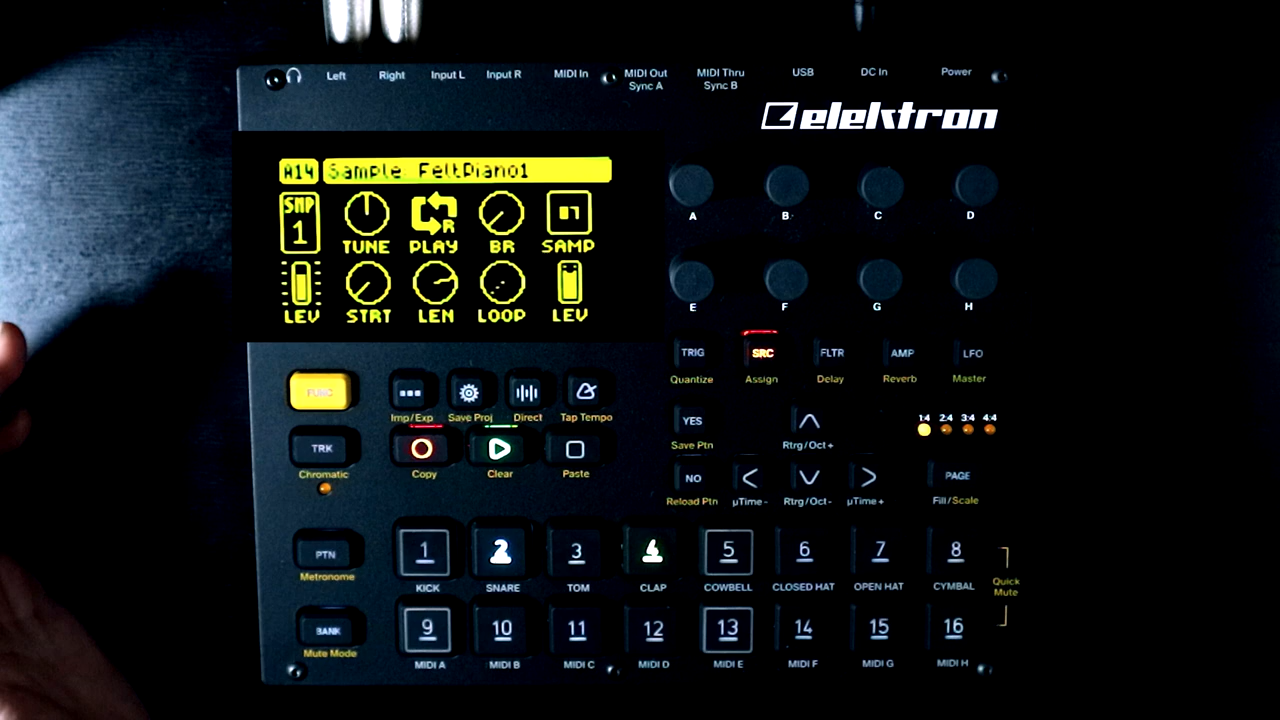 Left Right Input L Input R MIDI In MIDI Out MIDI Thru USB DC In Power
Sync A Sync B
elektron
A14 Sample FeltPiano1
SMP
1
TUNE PLAY R BR SAMP
LEV STRT LEN LOOP LEV
A B C D
E F G H
TRIG SRC FLTR AMP LFO
Quantize Assign Delay Reverb Master
FUNC
Imp/Exp Save Proj Direct Tap Tempo
YES
Save Ptn Rtrg/Oct+
1:4 2:4 3:4 4:4
TRK
Chromatic Copy Clear Paste
NO PAGE
Reload Ptn µTime- Rtrg/Oct- µTime+ Fill/Scale
PTN 1 2 3 4 5 6 7 8
Metronome KICK SNARE TOM CLAP COWBELL CLOSED HAT OPEN HAT CYMBAL
Quick
Mute
BANK 9 10 11 12 13 14 15 16
Mute Mode MIDI A MIDI B MIDI C MIDI D MIDI E MIDI F MIDI G MIDI H